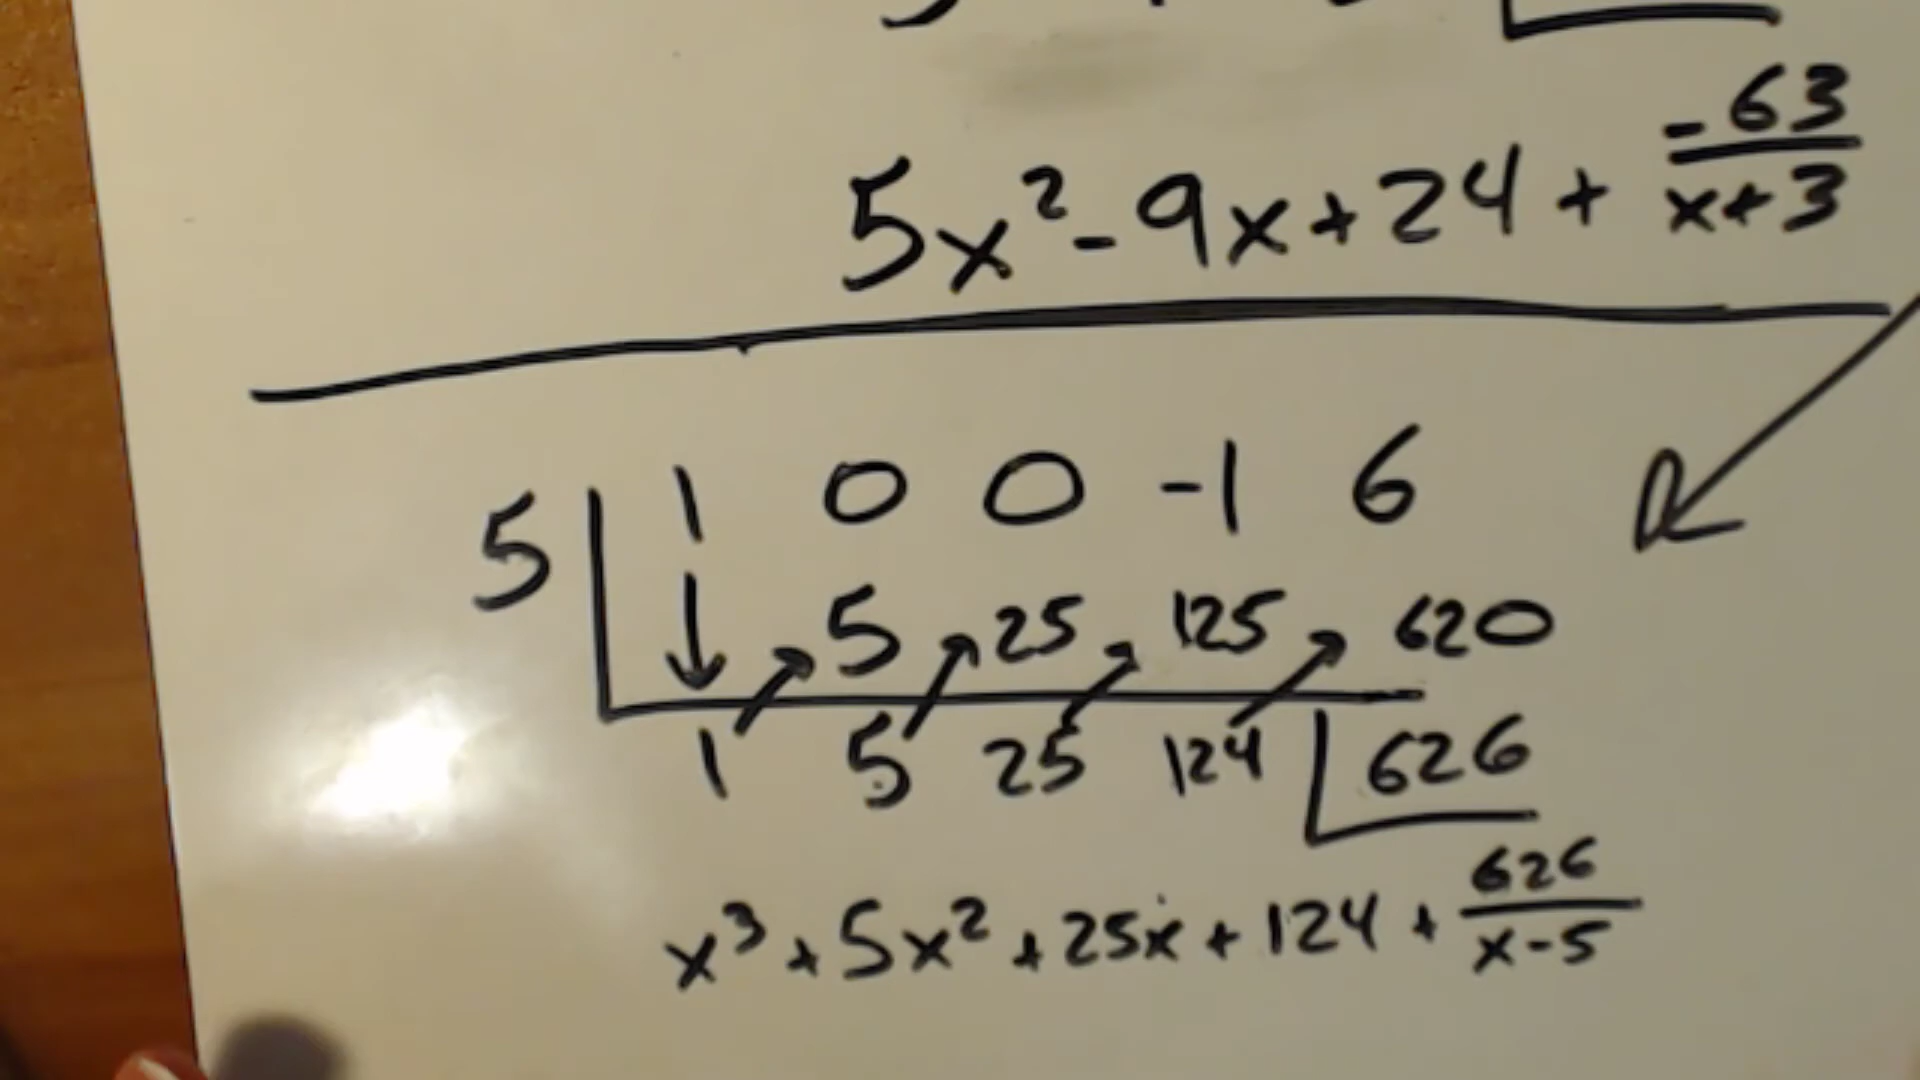 5x² - 9x + 24 + -63/x+3
5 1 0 0 -1 6
5 25 125 620
1 5 25 124 626
x³ + 5x² + 25x + 124 + 626/x-5